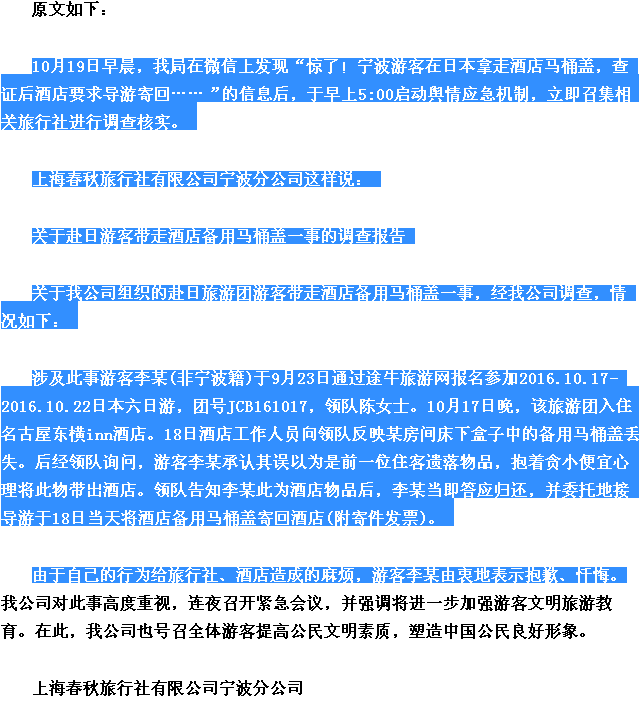 原文如下：
10月19日早晨，我局在微信上发现“惊了！宁波游客在日本拿走酒店马桶盖，查
证后酒店要求导游寄回……”的信息后，于早上5:00启动舆情应急机制，立即召集相
关旅行社进行调查核实。
上海春秋旅行社有限公司宁波分公司这样说：
关于赴日游客带走酒店备用马桶盖一事的调查报告
关于我公司组织的赴日旅游团游客带走酒店备用马桶盖一事，经我公司调查，情
况如下：
涉及此事游客李某(非宁波籍)于9月23日通过途牛旅游网报名参加2016.10.17-
2016.10.22日本六日游，团号JCB161017，领队陈女士。10月17日晚，该旅游团入住
名古屋东横inn酒店。18日酒店工作人员向领队反映某房间床下盒子中的备用马桶盖丢
失。后经领队询问，游客李某承认其误以为是前一位住客遗落物品，抱着贪小便宜心
理将此物带出酒店。领队告知李某此为酒店物品后，李某当即答应归还，并委托地接
导游于18日当天将酒店备用马桶盖寄回酒店(附寄件发票)。
由于自己的行为给旅行社、酒店造成的麻烦，游客李某由衷地表示抱歉、忏悔。
我公司对此事高度重视，连夜召开紧急会议，并强调将进一步加强游客文明旅游教
育。在此，我公司也号召全体游客提高公民文明素质，塑造中国公民良好形象。
上海春秋旅行社有限公司宁波分公司